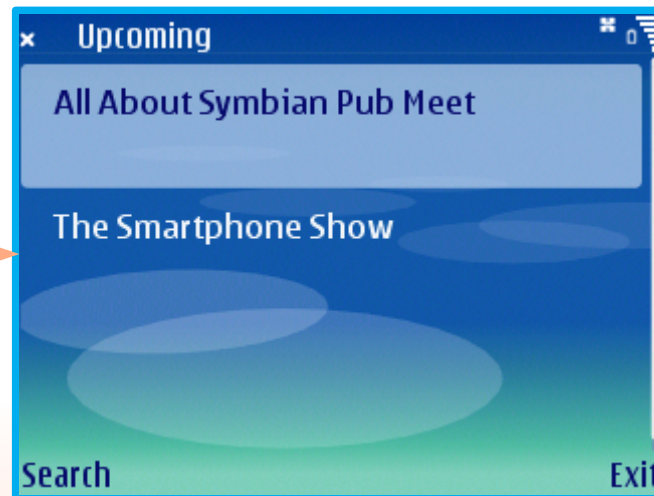 Upcoming
All About Symbian Pub Meet
The Smartphone Show
Search Exit